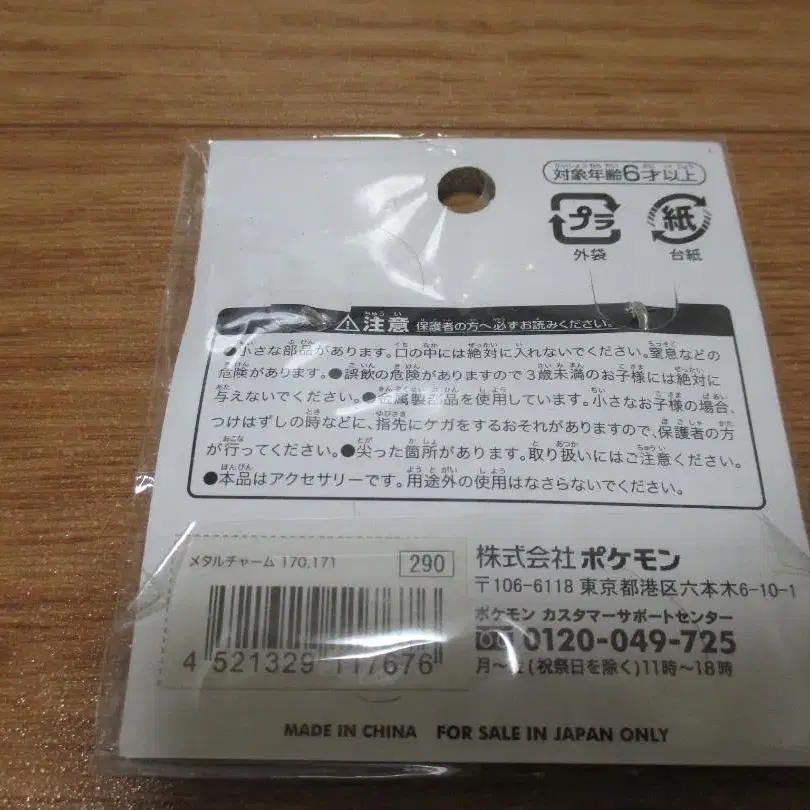 対象年齢6才以上
プラ 紙
外袋 台紙
注意 保護者の方へ必ずお読みください。
●小さな部品があります。口の中には絶対に入れないでください。窒息などの
危険があります。●誤飲の危険がありますので3歳未満のお子様には絶対に
与えないでください。●金属製部品を使用しています。小さなお子様の場合、
つけはずしの時などに、指先にケガをするおそれがありますので、保護者の方
が行ってください。●尖った箇所があります。取り扱いにはご注意ください。
●本品はアクセサリーです。用途外の使用はなさらないでください。
メタルチャーム 170,171 290
株式会社 ポケモン
〒106-6118 東京都港区六本木6-10-1
ポケモン カスタマーサポートセンター
0120-049-725
月〜土(祝祭日を除く)11時〜18時
4 521329 117676
MADE IN CHINA FOR SALE IN JAPAN ONLY